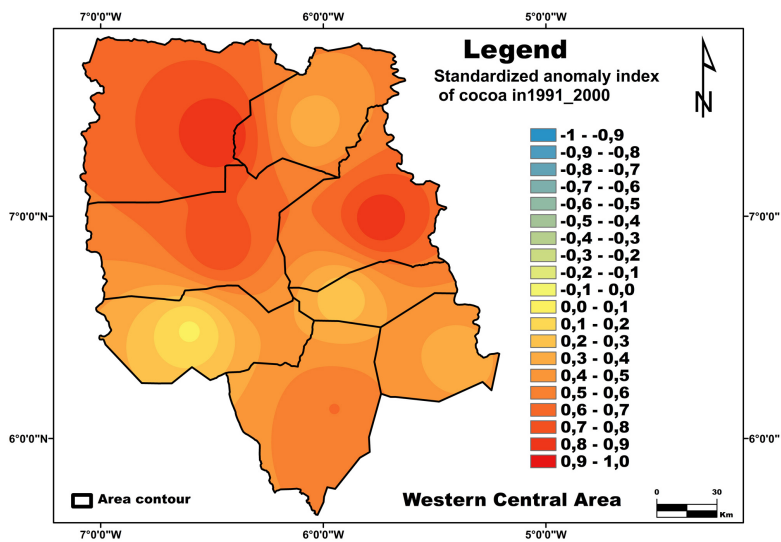 7°0'0"W 6°0'0"W 5°0'0"W
Legend
Standardized anomaly index
of cocoa in1991_2000
N
-1 - -0,9
-0,9 - -0,8
-0,8 - -0,7
-0,7 - -0,6
-0,6 - -0,5
-0,5 - -0,4
-0,4 - -0,3
-0,3 - -0,2
-0,2 - -0,1
-0,1 - 0,0
0,0 - 0,1
0,1 - 0,2
0,2 - 0,3
0,3 - 0,4
0,4 - 0,5
0,5 - 0,6
0,6 - 0,7
0,7 - 0,8
0,8 - 0,9
0,9 - 1,0
7°0'0"N 7°0'0"N
6°0'0"N 6°0'0"N
Area contour
Western Central Area
0 30
Km
7°0'0"W 6°0'0"W 5°0'0"W